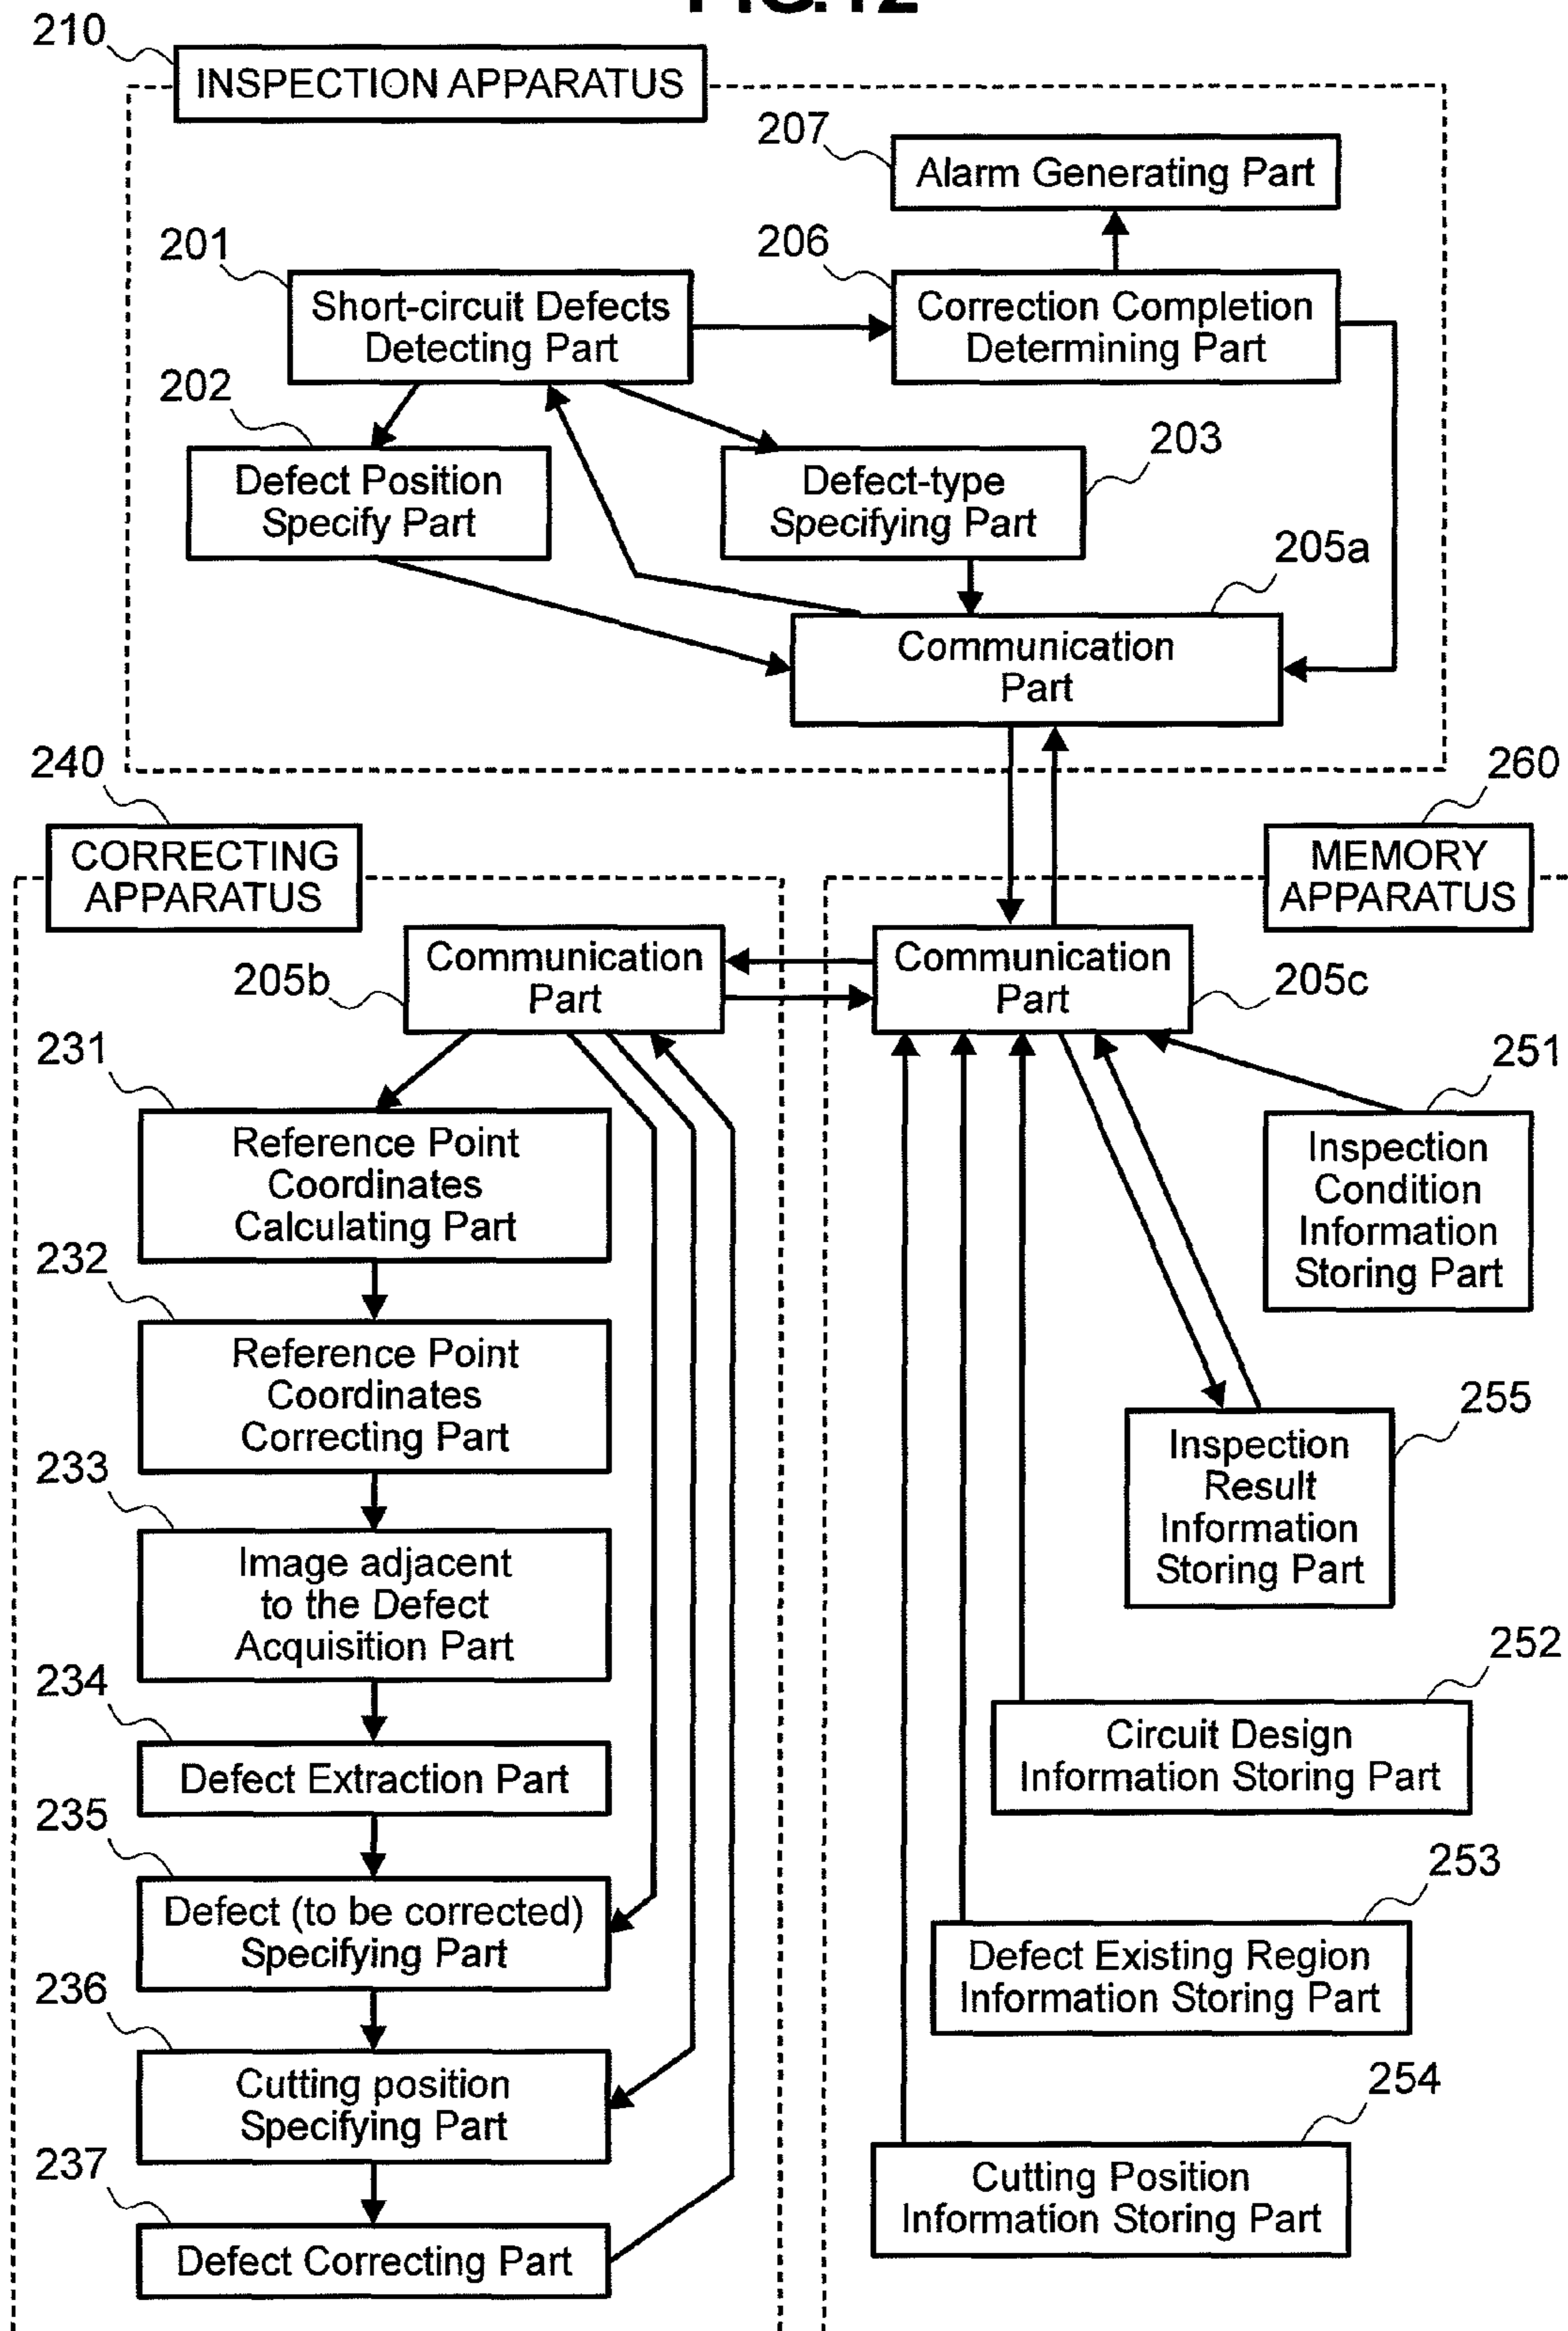 FIG.12
210
INSPECTION APPARATUS
207
Alarm Generating Part
201
206
Short-circuit Defects
Detecting Part
Correction Completion
Determining Part
202
203
Defect Position
Specify Part
Defect-type
Specifying Part
205a
Communication
Part
240
260
CORRECTING
APPARATUS
MEMORY
APPARATUS
205b
Communication
Part
Communication
Part
205c
231
251
Reference Point
Coordinates
Calculating Part
Inspection
Condition
Information
Storing Part
232
Reference Point
Coordinates
Correcting Part
255
Inspection
Result
Information
Storing Part
233
Image adjacent
to the Defect
Acquisition Part
234
252
Defect Extraction Part
Circuit Design
Information Storing Part
235
253
Defect (to be corrected)
Specifying Part
Defect Existing Region
Information Storing Part
236
254
Cutting position
Specifying Part
Cutting Position
Information Storing Part
237
Defect Correcting Part